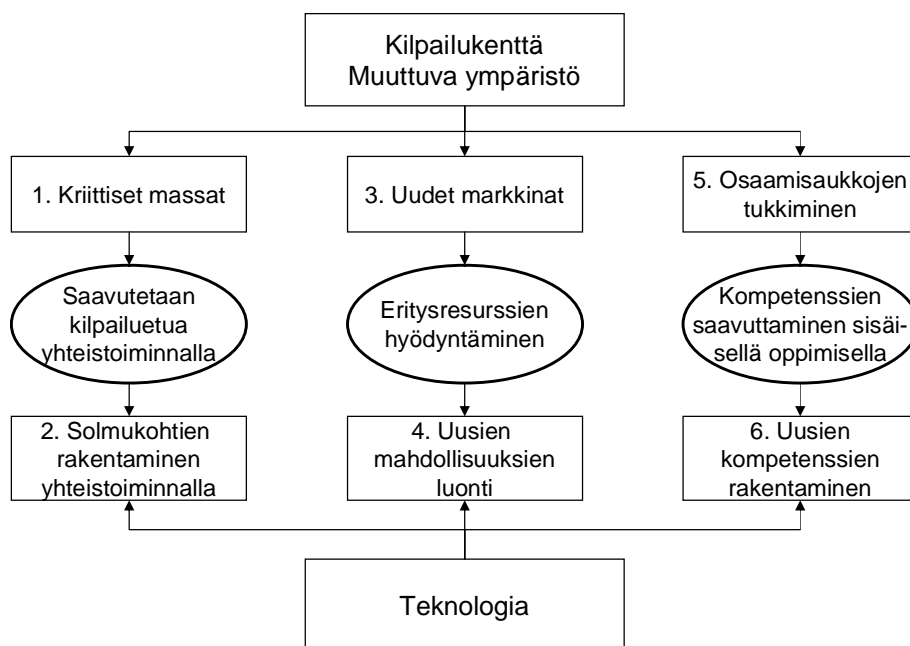 Kilpailukenttä
Muuttuva ympäristö
1. Kriittiset massat
3. Uudet markkinat
5. Osaamisaukkojen
tukkiminen
Saavutetaan
kilpailuetua
yhteistoiminnalla
Eritysresurssien
hyödyntäminen
Kompetenssien
saavuttaminen sisäi-
sellä oppimisella
2. Solmukohtien
rakentaminen
yhteistoiminnalla
4. Uusien
mahdollisuuksien
luonti
6. Uusien
kompetenssien
rakentaminen
Teknologia